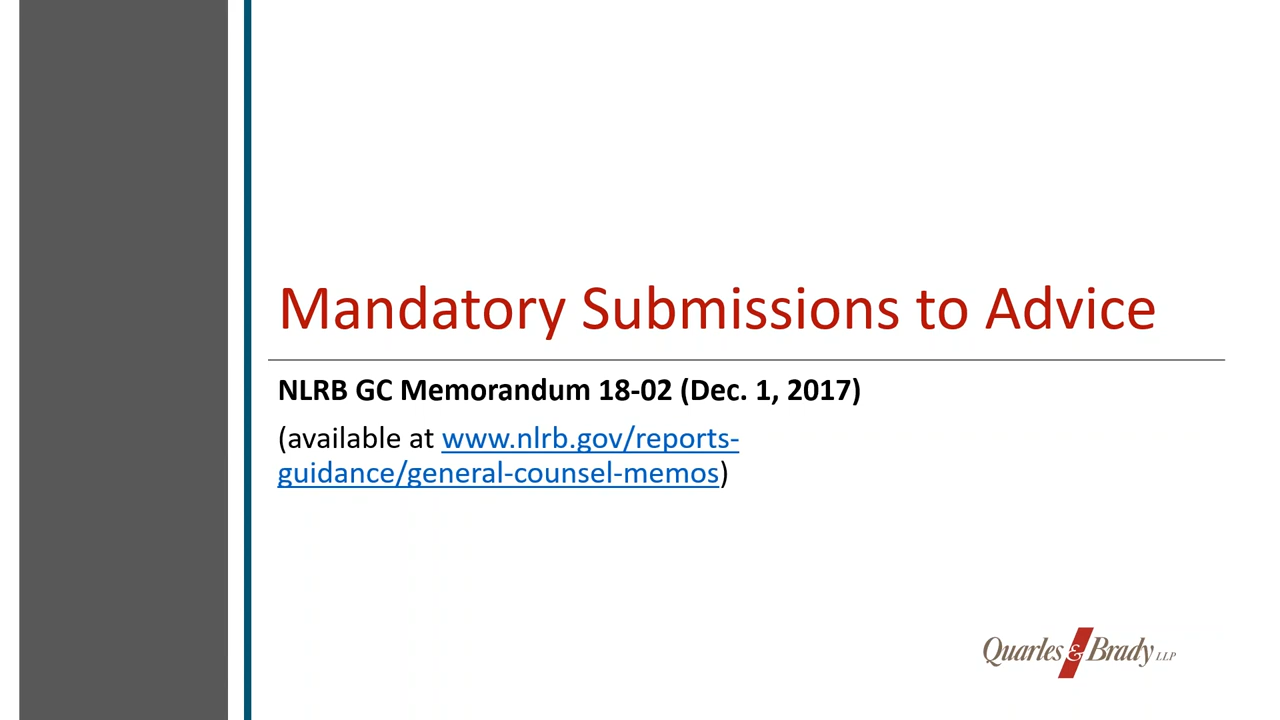 Mandatory Submissions to Advice
NLRB GC Memorandum 18-02 (Dec. 1, 2017)
(available at www.nlrb.gov/reports-
guidance/general-counsel-memos)
Quarles & Brady LLP